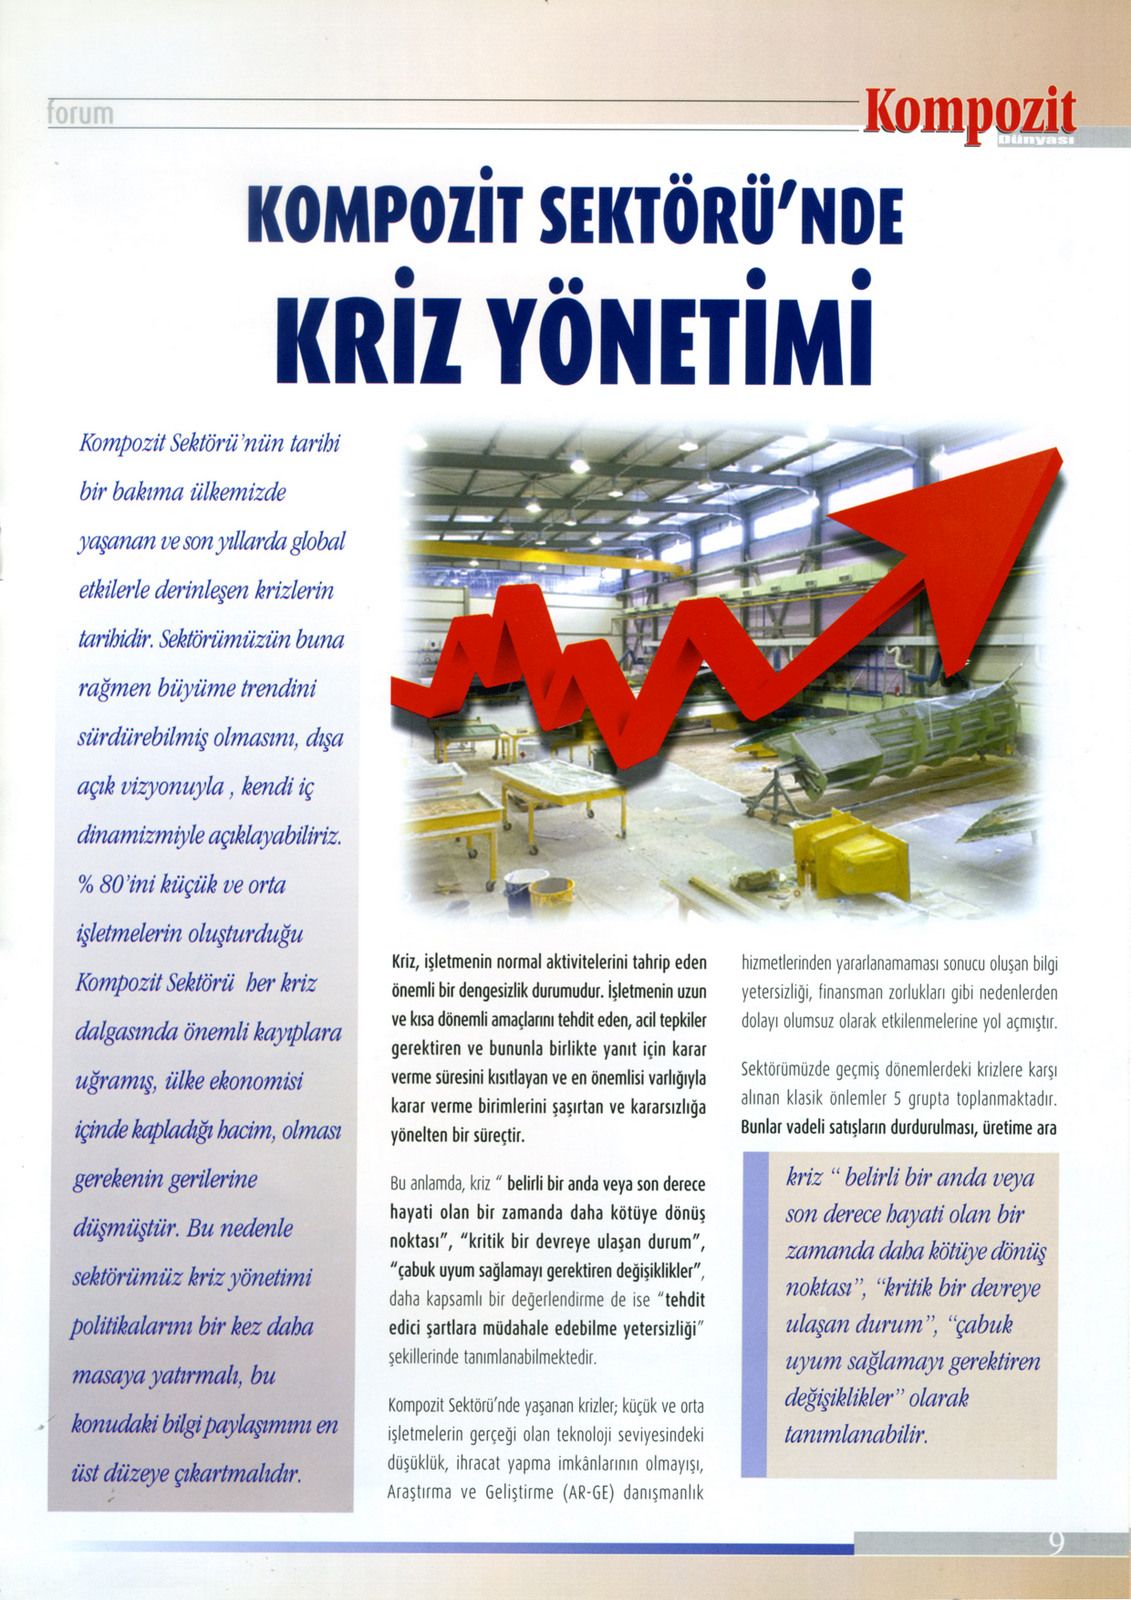 forum
Kompozit
Dünyası
KOMPOZİT SEKTÖRÜ'NDE
KRİZ YÖNETİMİ
Kompozit Sektörü'nün tarihi
bir bakıma ülkemizde
yaşanan ve son yıllarda global
etkilerle derinleşen krizlerin
tarihidir. Sektörümüzün buna
rağmen büyüme trendini
sürdürebilmiş olmasını, dışa
açık vizyonuyla , kendi iç
dinamizmiyle açıklayabiliriz.
% 80'ini küçük ve orta
işletmelerin oluşturduğu
Kompozit Sektörü her kriz
dalgasında önemli kayıplara
uğramış, ülke ekonomisi
içinde kapladığı hacim, olması
gerekenin gerilerine
düşmüştür. Bu nedenle
sektörümüz kriz yönetimi
politikalarını bir kez daha
masaya yatırmalı, bu
konudaki bilgi paylaşımını en
üst düzeye çıkartmalıdır.
Kriz, işletmenin normal aktivitelerini tahrip eden
önemli bir dengesizlik durumudur. İşletmenin uzun
ve kısa dönemli amaçlarını tehdit eden, acil tepkiler
gerektiren ve bununla birlikte yanıt için karar
verme süresini kısıtlayan ve en önemlisi varlığıyla
karar verme birimlerini şaşırtan ve kararsızlığa
yönelten bir süreçtir.
Bu anlamda, kriz “ belirli bir anda veya son derece
hayati olan bir zamanda daha kötüye dönüş
noktası”, “kritik bir devreye ulaşan durum”,
“çabuk uyum sağlamayı gerektiren değişiklikler”,
daha kapsamlı bir değerlendirme de ise “tehdit
edici şartlara müdahale edebilme yetersizliği”
şekillerinde tanımlanabilmektedir.
Kompozit Sektörü'nde yaşanan krizler; küçük ve orta
işletmelerin gerçeği olan teknoloji seviyesindeki
düşüklük, ihracat yapma imkânlarının olmayışı,
Araştırma ve Geliştirme (AR-GE) danışmanlık
hizmetlerinden yararlanamaması sonucu oluşan bilgi
yetersizliği, finansman zorlukları gibi nedenlerden
dolayı olumsuz olarak etkilenmelerine yol açmıştır.
Sektörümüzde geçmiş dönemlerdeki krizlere karşı
alınan klasik önlemler 5 grupta toplanmaktadır.
Bunlar vadeli satışların durdurulması, üretime ara
kriz “ belirli bir anda veya
son derece hayati olan bir
zamanda daha kötüye dönüş
noktası”, “kritik bir devreye
ulaşan durum”, “çabuk
uyum sağlamayı gerektiren
değişiklikler” olarak
tanımlanabilir.
9